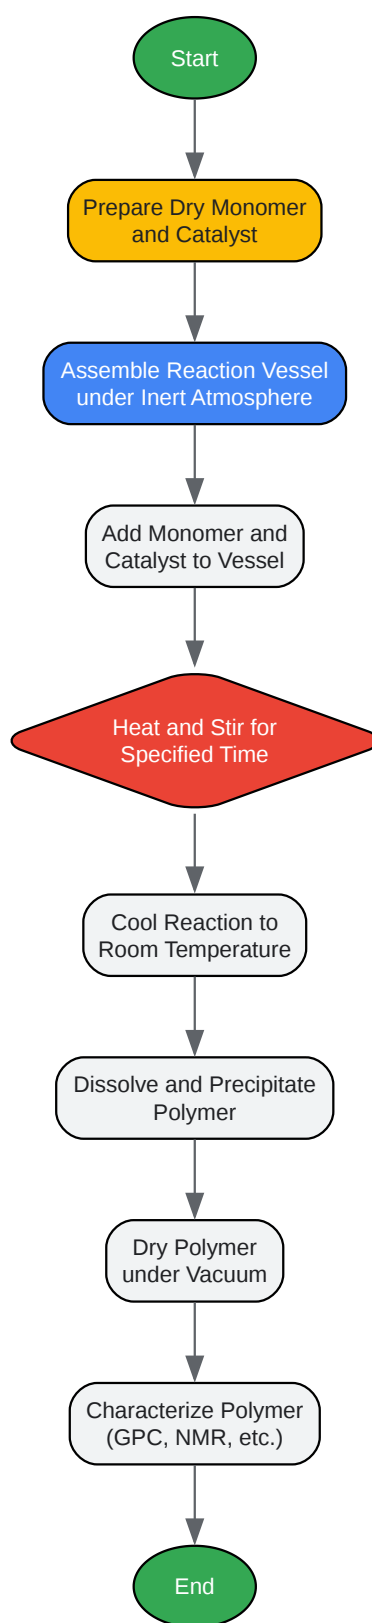 Start
Prepare Dry Monomer
and Catalyst
Assemble Reaction Vessel
under Inert Atmosphere
Add Monomer and
Catalyst to Vessel
Heat and Stir for
Specified Time
Cool Reaction to
Room Temperature
Dissolve and Precipitate
Polymer
Dry Polymer
under Vacuum
Characterize Polymer
(GPC, NMR, etc.)
End